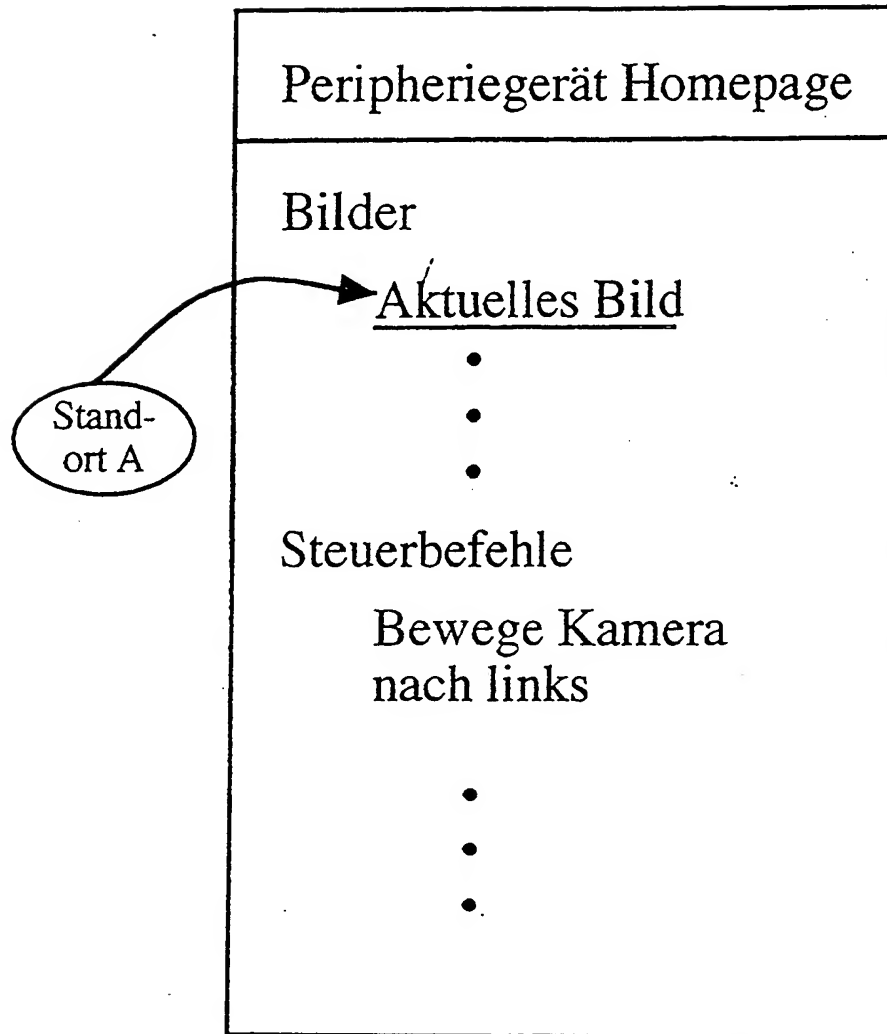 Peripheriegerät Homepage
Bilder
Aktuelles Bild
Stand-
ort A
Steuerbefehle
Bewege Kamera
nach links